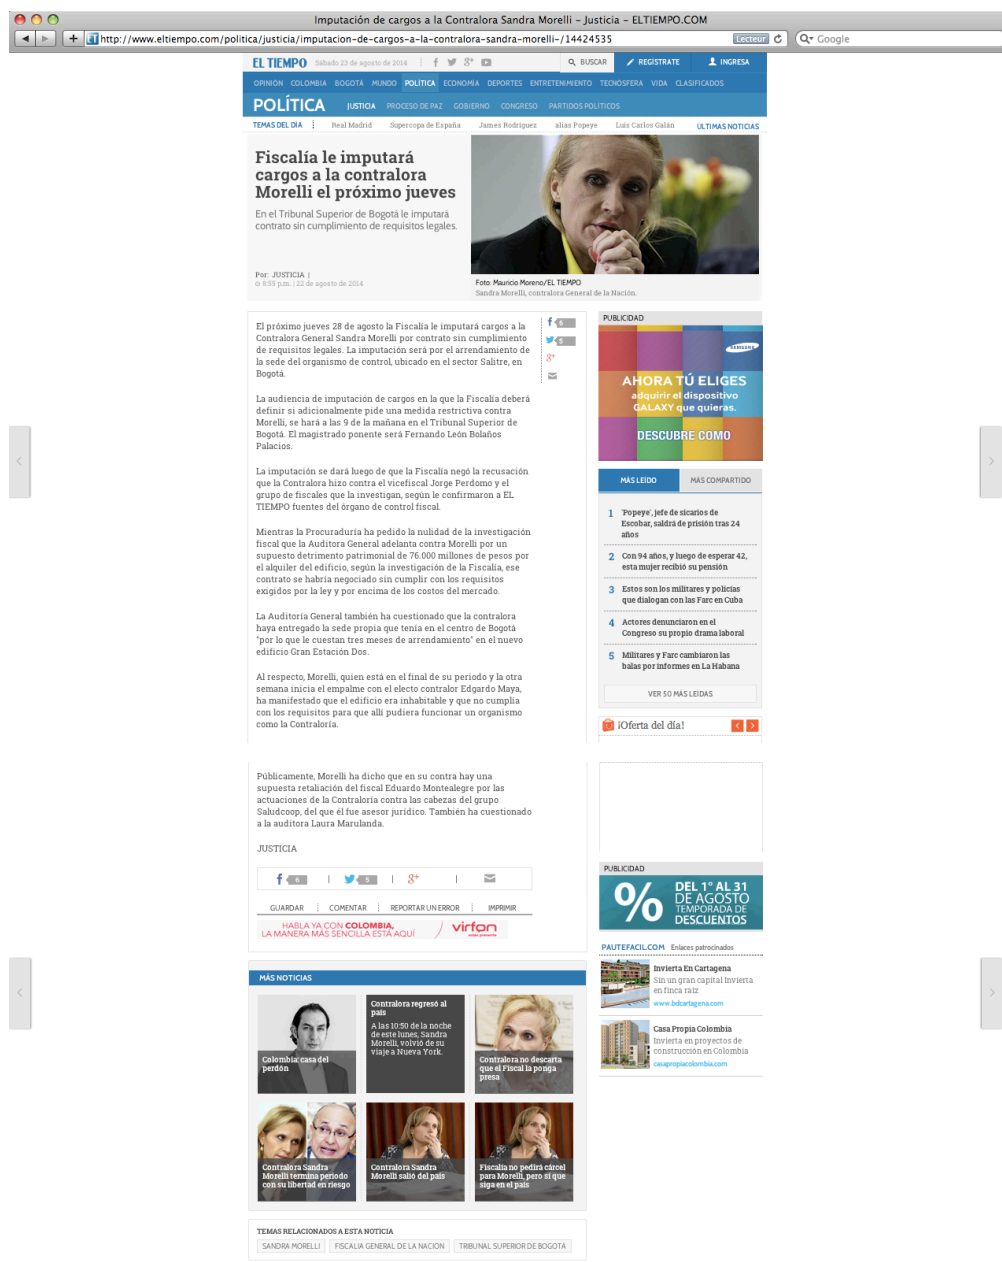 Imputación de cargos a la Contralora Sandra Morelli – Justicia – ELTIEMPO.COM
http://www.eltiempo.com/politica/justicia/imputacion-de-cargos-a-la-contralora-sandra-morelli-/14424535
Lecteur
Google
EL TIEMPO Sábado 23 de agosto de 2014
BUSCAR REGÍSTRATE INGRESA
OPINIÓN COLOMBIA BOGOTÁ MUNDO POLÍTICA ECONOMÍA DEPORTES ENTRETENIMIENTO TECNÓSFERA VIDA CLASIFICADOS
POLÍTICA JUSTICIA PROCESO DE PAZ GOBIERNO CONGRESO PARTIDOS POLÍTICOS
TEMAS DEL DÍA Real Madrid Supercopa de España James Rodríguez alias Popeye Luis Carlos Galán ÚLTIMAS NOTICIAS
Fiscalía le imputará
cargos a la contralora
Morelli el próximo jueves
En el Tribunal Superior de Bogotá le imputará
contrato sin cumplimiento de requisitos legales.
Por: JUSTICIA |
8:55 p.m. | 22 de agosto de 2014
Foto: Mauricio Moreno/EL TIEMPO
Sandra Morelli, contralora General de la Nación.
El próximo jueves 28 de agosto la Fiscalía le imputará cargos a la
Contralora General Sandra Morelli por contrato sin cumplimiento
de requisitos legales. La imputación será por el arrendamiento de
la sede del organismo de control, ubicado en el sector Salitre, en
Bogotá.
La audiencia de imputación de cargos en la que la Fiscalía deberá
definir si adicionalmente pide una medida restrictiva contra
Morelli, se hará a las 9 de la mañana en el Tribunal Superior de
Bogotá. El magistrado ponente será Fernando León Bolaños
Palacios.
La imputación se dará luego de que la Fiscalía negó la recusación
que la Contralora hizo contra el vicefiscal Jorge Perdomo y el
grupo de fiscales que la investigan, según le confirmaron a EL
TIEMPO fuentes del órgano de control fiscal.
Mientras la Procuraduría ha pedido la nulidad de la investigación
fiscal que la Auditora General adelanta contra Morelli por un
supuesto detrimento patrimonial de 76.000 millones de pesos por
el alquiler del edificio, según la investigación de la Fiscalía, ese
contrato se habría negociado sin cumplir con los requisitos
exigidos por la ley y por encima de los costos del mercado.
La Auditoría General también ha cuestionado que la contralora
haya entregado la sede propia que tenía en el centro de Bogotá
"por lo que le cuestan tres meses de arrendamiento" en el nuevo
edificio Gran Estación Dos.
Al respecto, Morelli, quien está en el final de su periodo y la otra
semana inicia el empalme con el electo contralor Edgardo Maya,
ha manifestado que el edificio era inhabitable y que no cumplía
con los requisitos para que allí pudiera funcionar un organismo
como la Contraloría.
6
5
PUBLICIDAD
SAMSUNG
AHORA TÚ ELIGES
adquirir el dispositivo
GALAXY que quieras.
DESCUBRE COMO
MÁS LEÍDO MÁS COMPARTIDO
1 'Popeye', jefe de sicarios de
Escobar, saldrá de prisión tras 24
años
2 Con 94 años, y luego de esperar 42,
esta mujer recibió su pensión
3 Estos son los militares y policías
que dialogan con las Farc en Cuba
4 Actores denunciaron en el
Congreso su propio drama laboral
5 Militares y Farc cambiaron las
balas por informes en La Habana
VER 50 MÁS LEIDAS
¡Oferta del día!
Públicamente, Morelli ha dicho que en su contra hay una
supuesta retaliación del fiscal Eduardo Montealegre por las
actuaciones de la Contraloría contra las cabezas del grupo
Saludcoop, del que él fue asesor jurídico. También ha cuestionado
a la auditora Laura Marulanda.
JUSTICIA
6 | 5 | |
GUARDAR COMENTAR REPORTAR UN ERROR IMPRIMIR
HABLA YA CON COLOMBIA,
LA MANERA MÁS SENCILLA ESTÁ AQUÍ
virfon
PUBLICIDAD
% DEL 1° AL 31
DE AGOSTO
TEMPORADA DE
DESCUENTOS
PAUTEFACIL.COM Enlaces patrocinados
Invierta En Cartagena
Sin un gran capital Invierta
en finca raíz
www.bdcartagena.com
Casa Propia Colombia
Invierta en proyectos de
construcción en Colombia
casapropiacolombia.com
MÁS NOTICIAS
Colombia: casa del
perdón
Contralora regresó al
país
A las 10:50 de la noche
de este lunes, Sandra
Morelli, volvió de su
viaje a Nueva York.
Contralora no descarta
que el Fiscal la ponga
presa
Contralora Sandra
Morelli termina periodo
con su libertad en riesgo
Contralora Sandra
Morelli salió del país
Fiscalía no pedirá cárcel
para Morelli, pero sí que
siga en el país
TEMAS RELACIONADOS A ESTA NOTICIA
SANDRA MORELLI FISCALIA GENERAL DE LA NACIÓN TRIBUNAL SUPERIOR DE BOGOTÁ